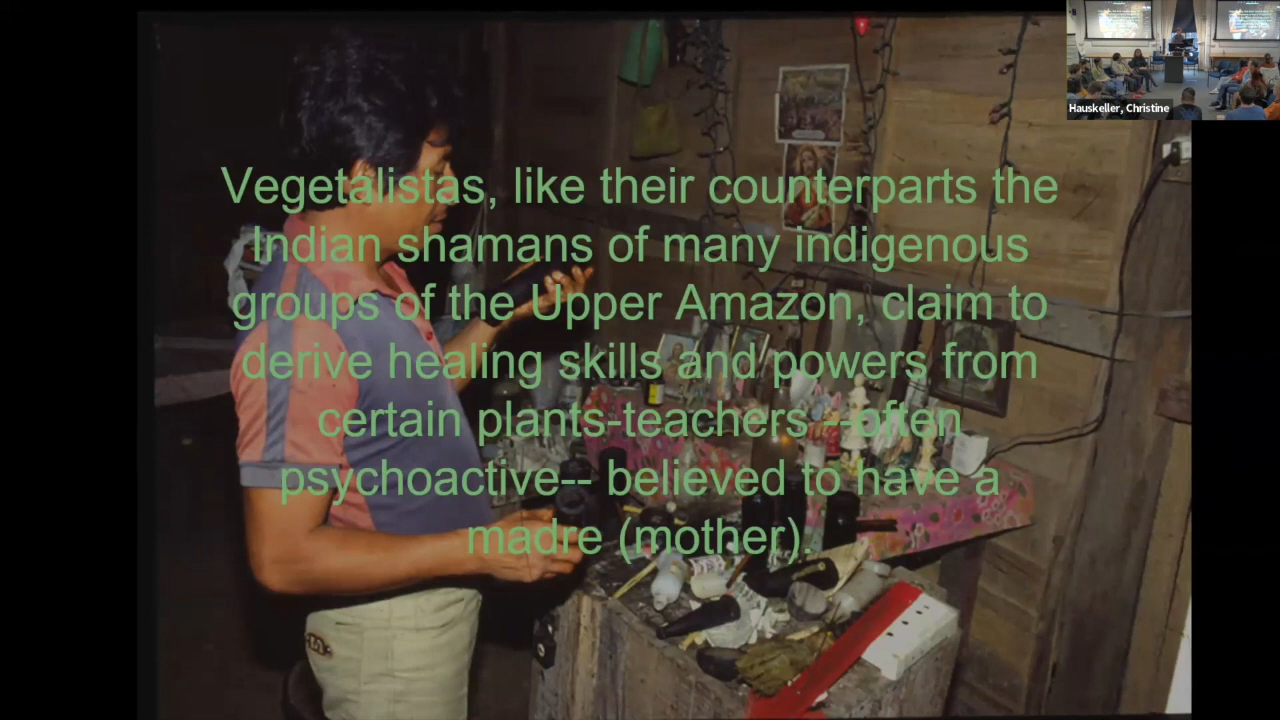 Vegetalistas, like their counterparts the
Indian shamans of many indigenous
groups of the Upper Amazon, claim to
derive healing skills and powers from
certain plants-teachers --often
psychoactive-- believed to have a
madre (mother).
Hauskeller, Christine